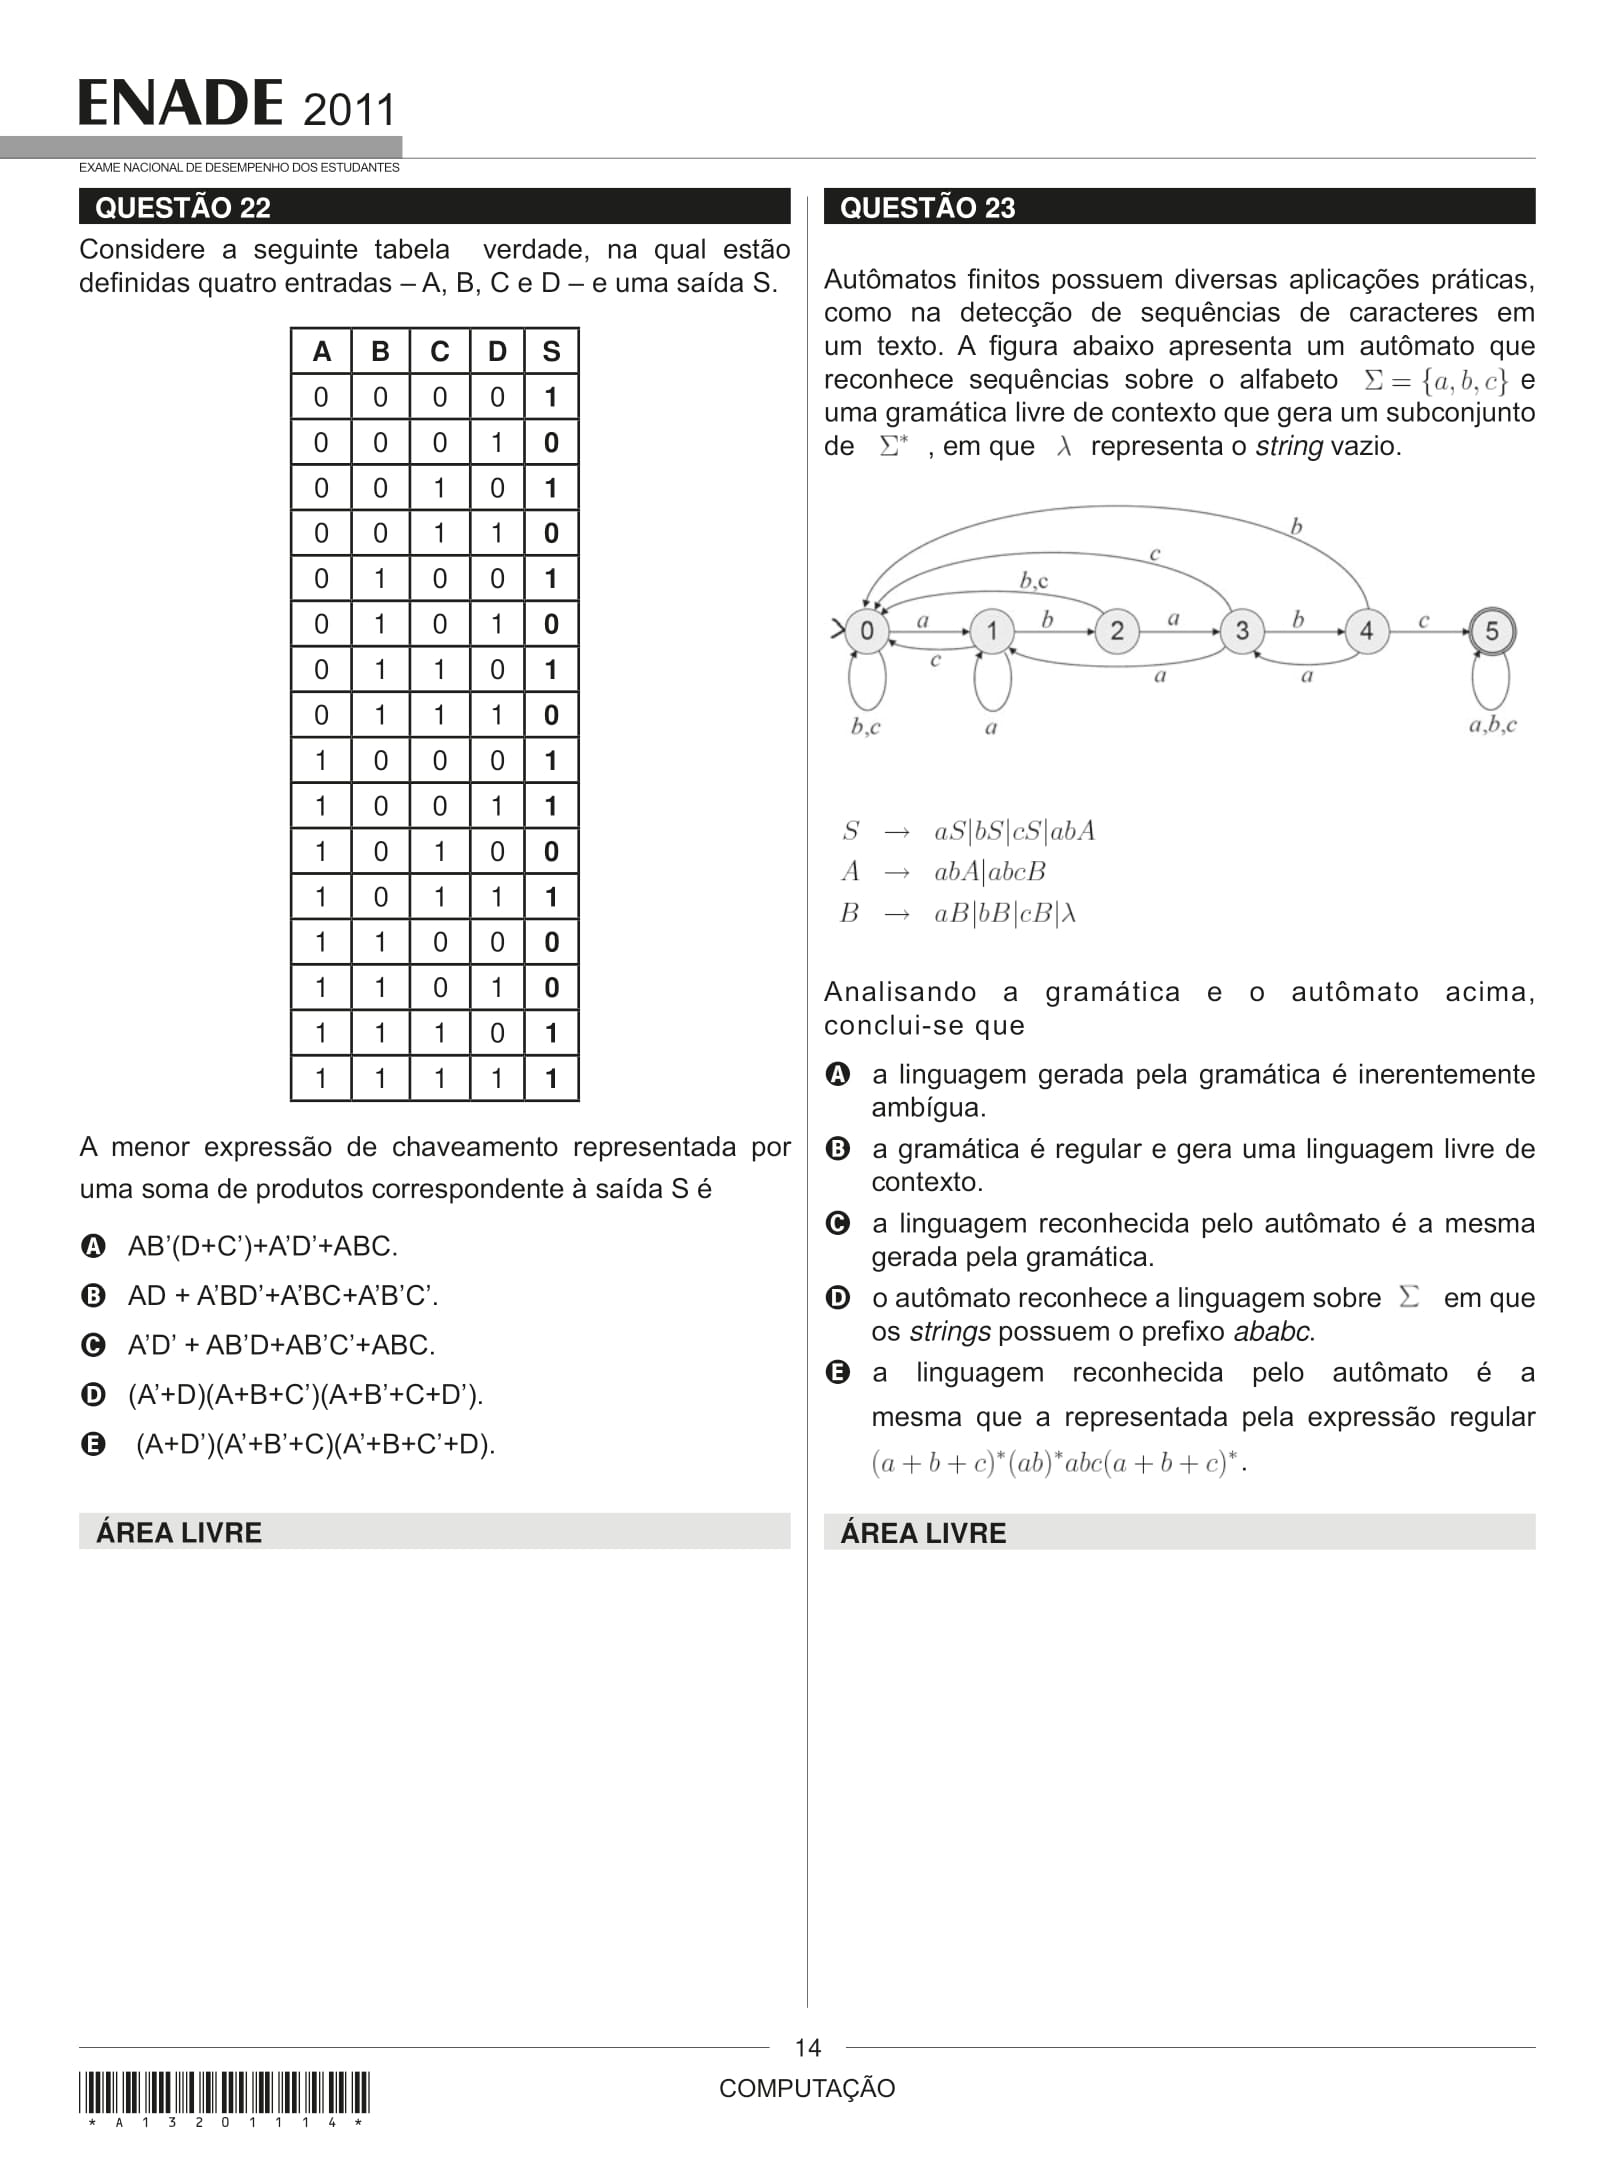 ENADE 2011
EXAME NACIONAL DE DESEMPENHO DOS ESTUDANTES
QUESTÃO 22
Considere a seguinte tabela verdade, na qual estão
definidas quatro entradas – A, B, C e D – e uma saída S.
A B C D S
0 0 0 0 1
0 0 0 1 0
0 0 1 0 1
0 0 1 1 0
0 1 0 0 1
0 1 0 1 0
0 1 1 0 1
0 1 1 1 0
1 0 0 0 1
1 0 0 1 1
1 0 1 0 0
1 0 1 1 1
1 1 0 0 0
1 1 0 1 0
1 1 1 0 1
1 1 1 1 1
A menor expressão de chaveamento representada por
uma soma de produtos correspondente à saída S é
A AB’(D+C’)+A’D’+ABC.
B AD + A’BD’+A’BC+A’B’C’.
C A’D’ + AB’D+AB’C’+ABC.
D (A’+D)(A+B+C’)(A+B’+C+D’).
E (A+D’)(A’+B’+C)(A’+B+C’+D).
ÁREA LIVRE
QUESTÃO 23
Autômatos finitos possuem diversas aplicações práticas,
como na detecção de sequências de caracteres em
um texto. A figura abaixo apresenta um autômato que
reconhece sequências sobre o alfabeto Σ = {a, b, c} e
uma gramática livre de contexto que gera um subconjunto
de Σ* , em que λ representa o string vazio.
b
c
b,c
0 a 1 b 2 a 3 b 4 c 5
c a a
b,c a a,b,c
S → aS|bS|cS|abA
A → abA|abcB
B → aB|bB|cB|λ
Analisando a gramática e o autômato acima,
conclui-se que
A a linguagem gerada pela gramática é inerentemente
ambígua.
B a gramática é regular e gera uma linguagem livre de
contexto.
C a linguagem reconhecida pelo autômato é a mesma
gerada pela gramática.
D o autômato reconhece a linguagem sobre Σ em que
os strings possuem o prefixo ababc.
E a linguagem reconhecida pelo autômato é a
mesma que a representada pela expressão regular
(a + b + c)*(ab)*abc(a + b + c)*.
ÁREA LIVRE
14
COMPUTAÇÃO
* A 1 3 2 0 1 1 1 4 *